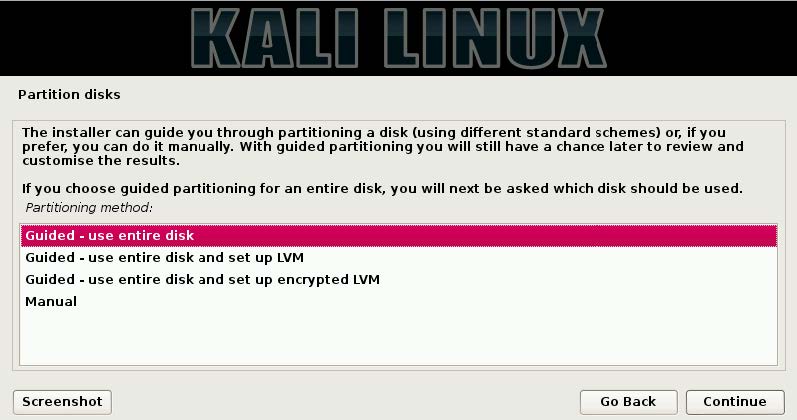 KALI LINUX
Partition disks
The installer can guide you through partitioning a disk (using different standard schemes) or, if you
prefer, you can do it manually. With guided partitioning you will still have a chance later to review and
customise the results.
If you choose guided partitioning for an entire disk, you will next be asked which disk should be used.
Partitioning method:
Guided - use entire disk
Guided - use entire disk and set up LVM
Guided - use entire disk and set up encrypted LVM
Manual
Screenshot Go Back Continue